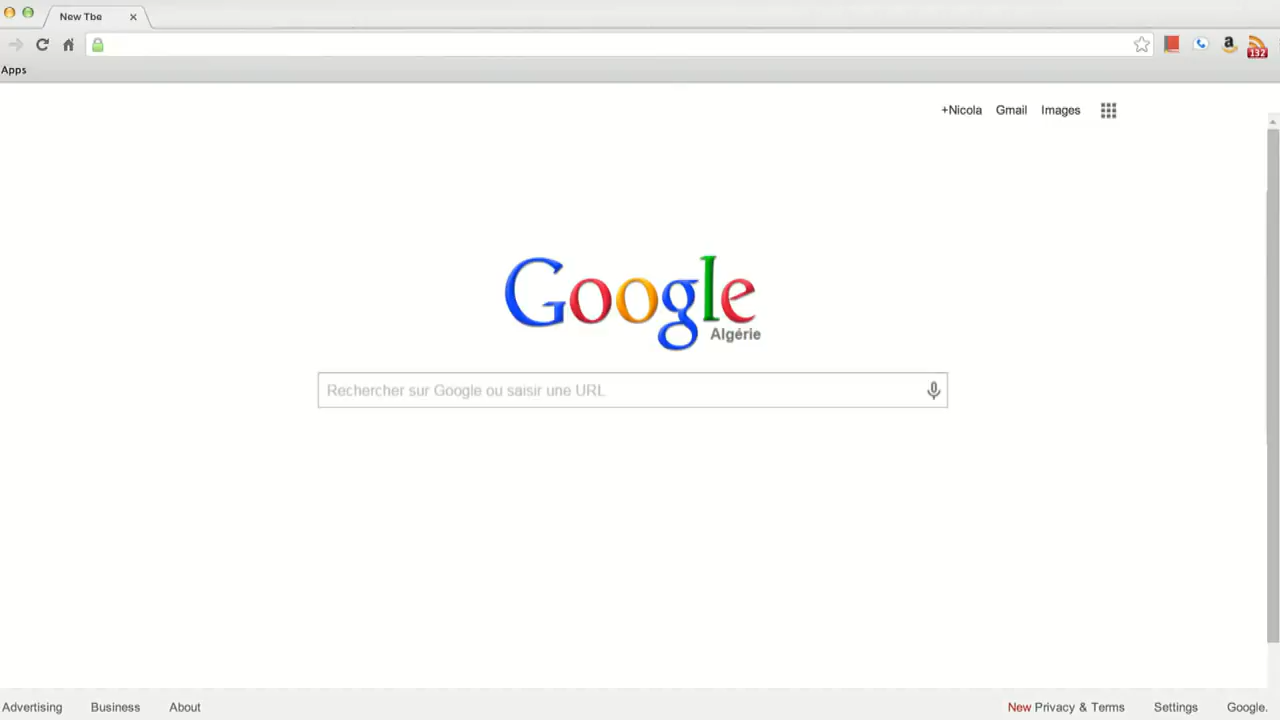 New Tbe
132
Apps
+Nicola Gmail Images
Google
Algérie
Rechercher sur Google ou saisir une URL
Advertising Business About New Privacy & Terms Settings Google.